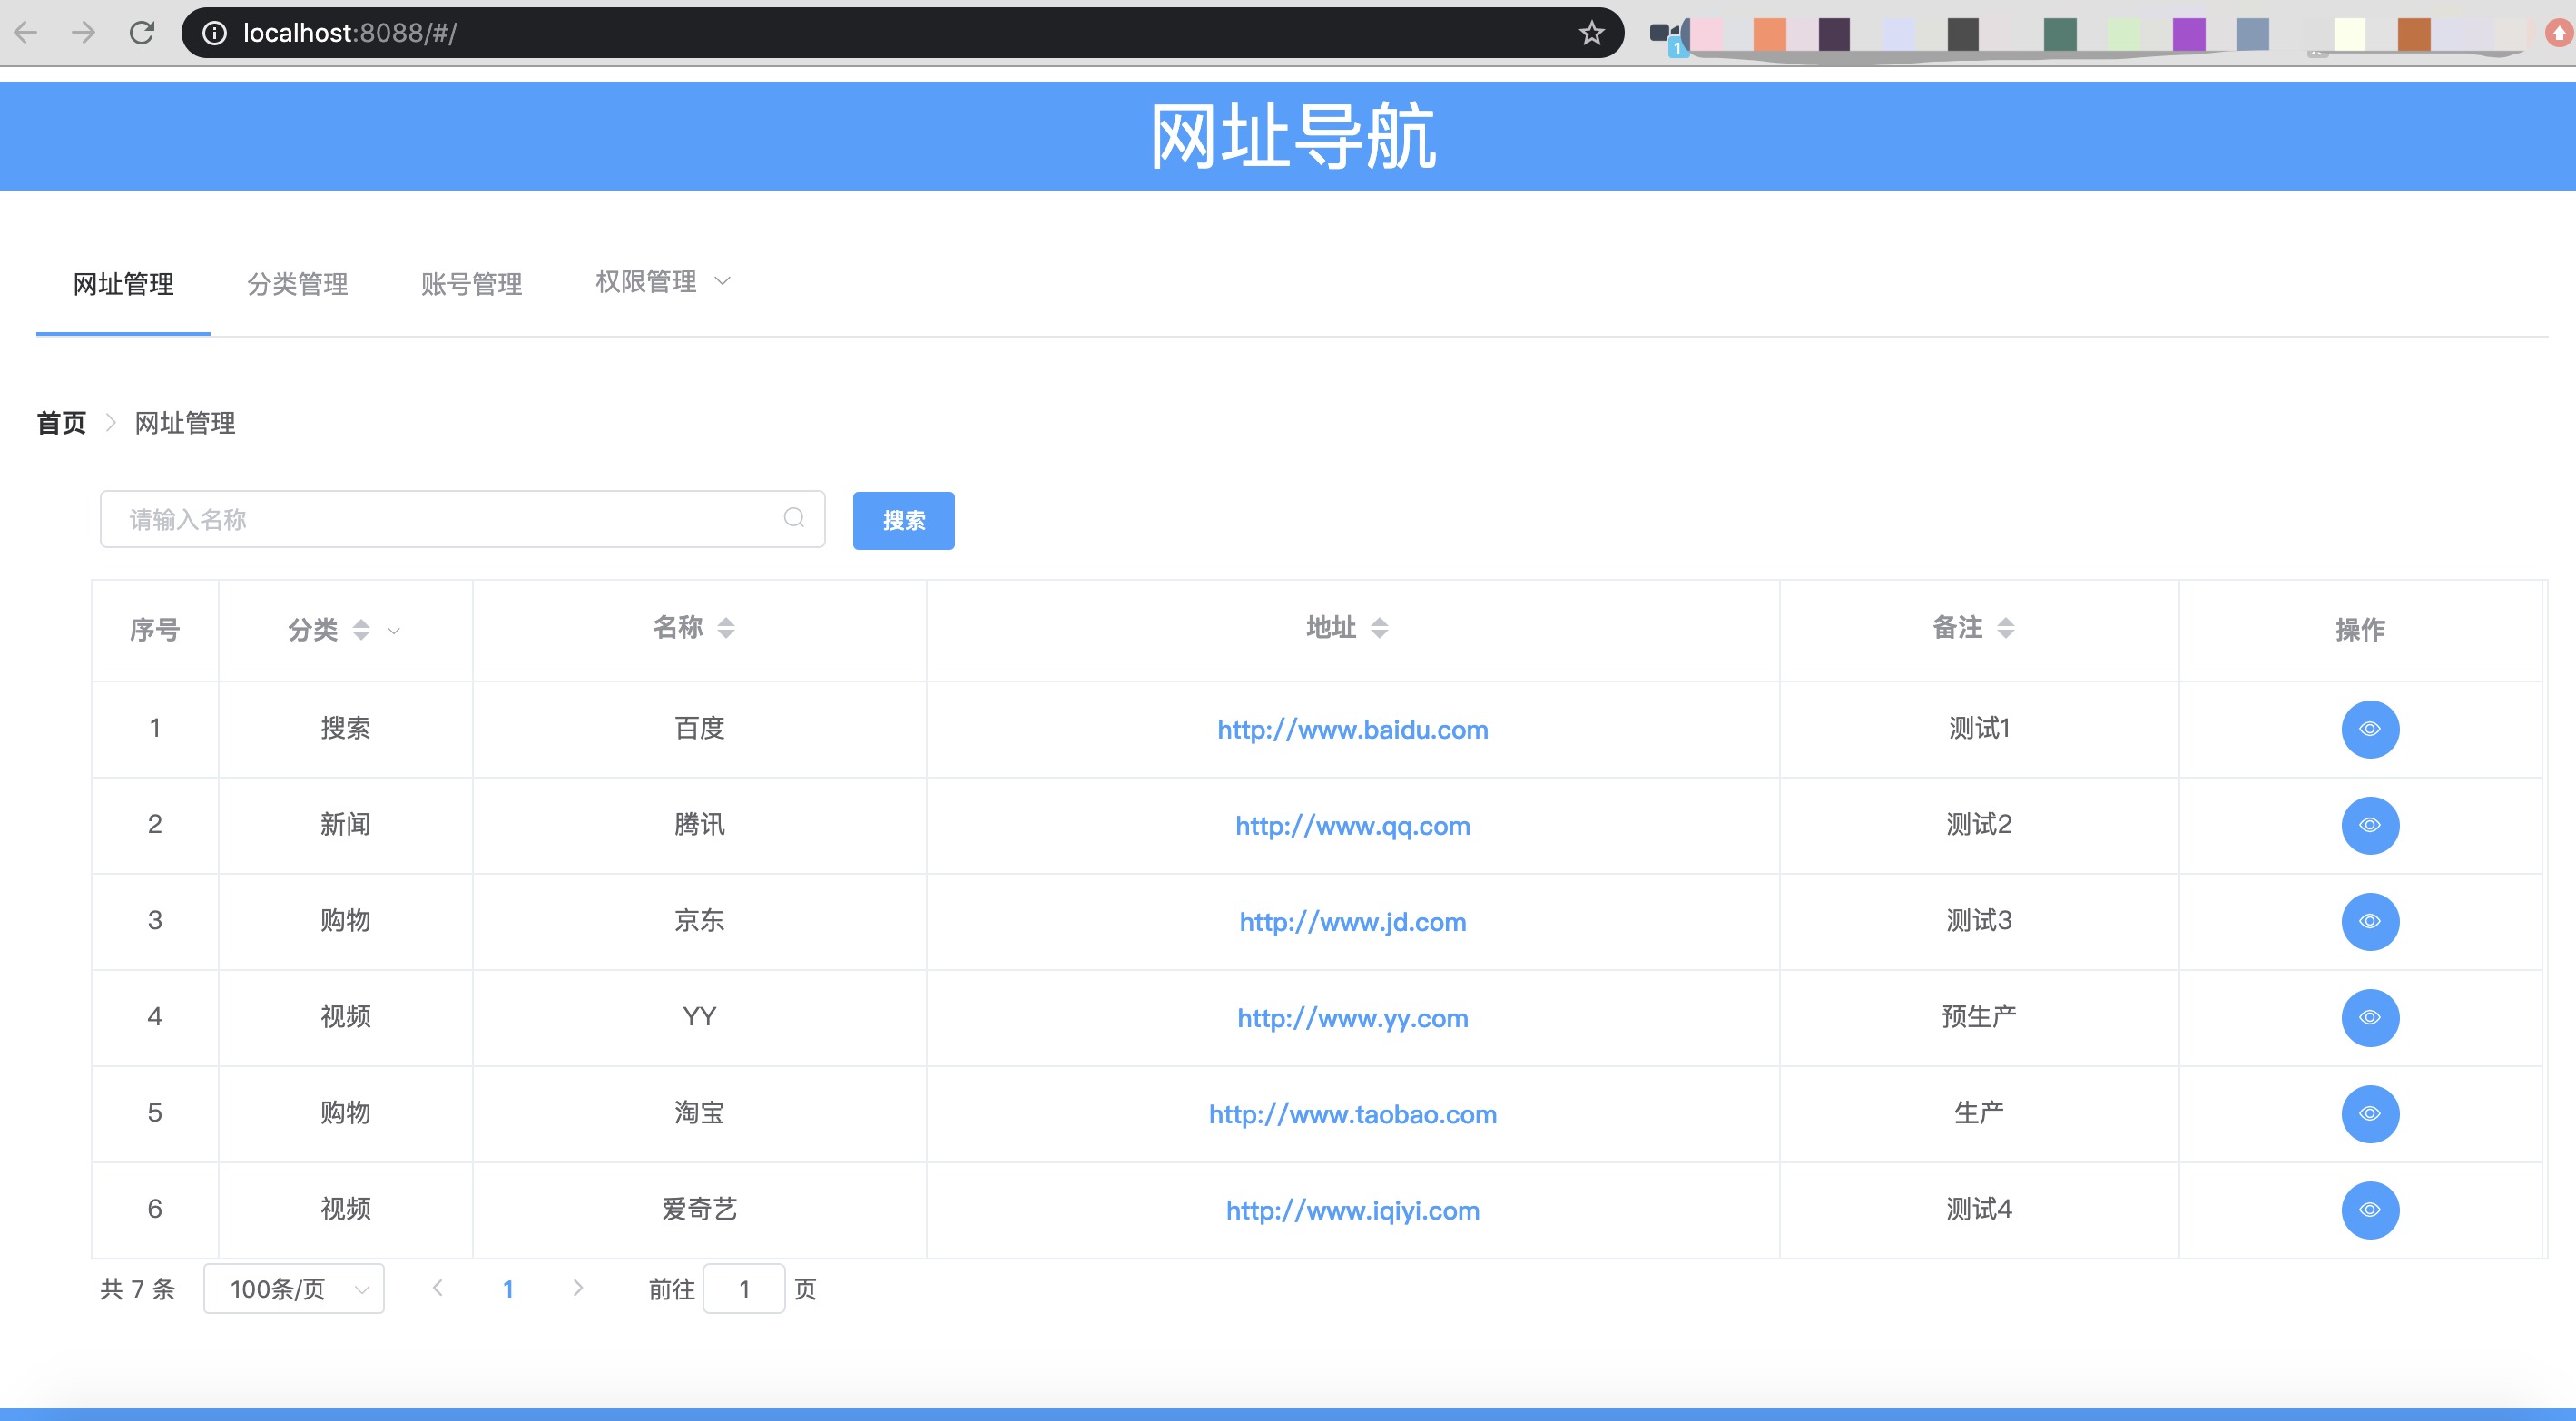 localhost:8088/#/
1
网址导航
网址管理 分类管理 账号管理 权限管理
首页 网址管理
请输入名称 搜索
序号 分类 名称 地址 备注 操作
1 搜索 百度 http://www.baidu.com 测试1
2 新闻 腾讯 http://www.qq.com 测试2
3 购物 京东 http://www.jd.com 测试3
4 视频 YY http://www.yy.com 预生产
5 购物 淘宝 http://www.taobao.com 生产
6 视频 爱奇艺 http://www.iqiyi.com 测试4
共 7 条 100条/页 1 前往 1 页